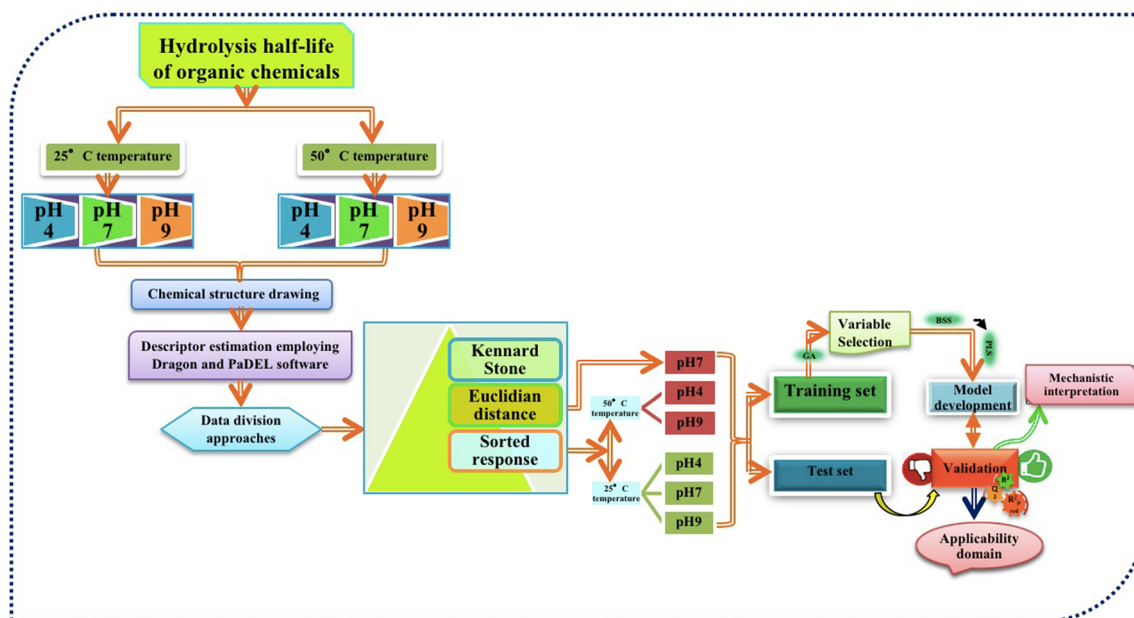 Hydrolysis half-life
of organic chemicals
25° C temperature
50° C temperature
pH
4
pH
7
pH
9
pH
4
pH
7
pH
9
Chemical structure drawing
Descriptor estimation employing
Dragon and PaDEL software
Data division
approaches
Kennard
Stone
Euclidian
distance
Sorted
response
50° C
temperature
25° C
temperature
pH7
pH4
pH9
pH4
pH7
pH9
Training set
Test set
GA
Variable
Selection
BSS
PLS
Model
development
Mechanistic
interpretation
Validation
R²
Q
2
R² P
Applicability
domain